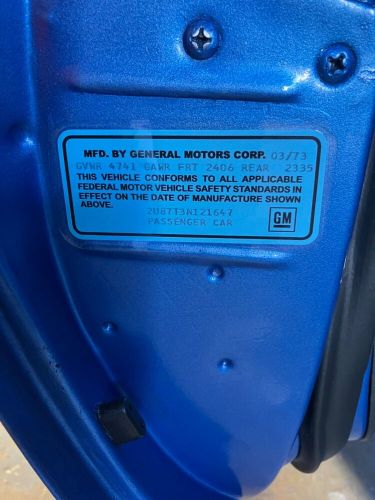 MFD. BY GENERAL MOTORS CORP. 03/73
GVWR 4741 GAWR FRT 2406 REAR 2335
THIS VEHICLE CONFORMS TO ALL APPLICABLE
FEDERAL MOTOR VEHICLE SAFETY STANDARDS IN
EFFECT ON THE DATE OF MANUFACTURE SHOWN
ABOVE.
2U87T3N121647
PASSENGER CAR
GM